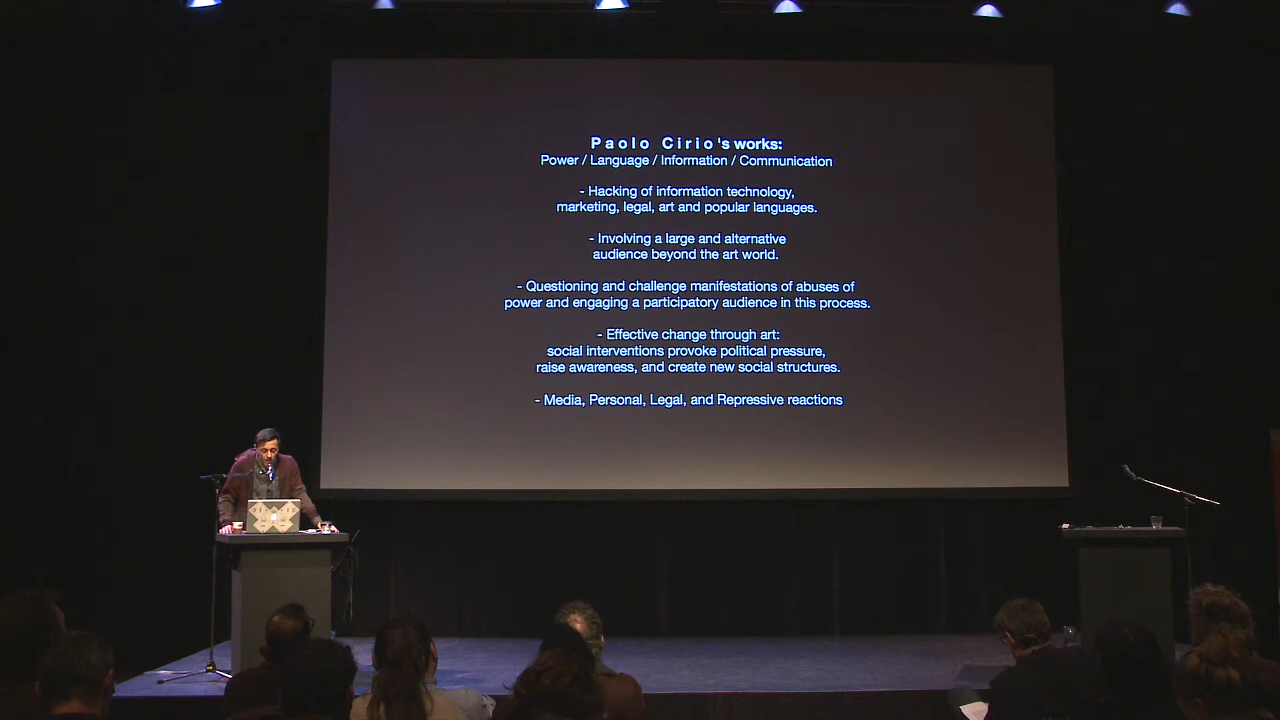 Paolo Cirio's works:
Power / Language / Information / Communication
- Hacking of information technology,
marketing, legal, art and popular languages.
- Involving a large and alternative
audience beyond the art world.
- Questioning and challenge manifestations of abuses of
power and engaging a participatory audience in this process.
- Effective change through art:
social interventions provoke political pressure,
raise awareness, and create new social structures.
- Media, Personal, Legal, and Repressive reactions